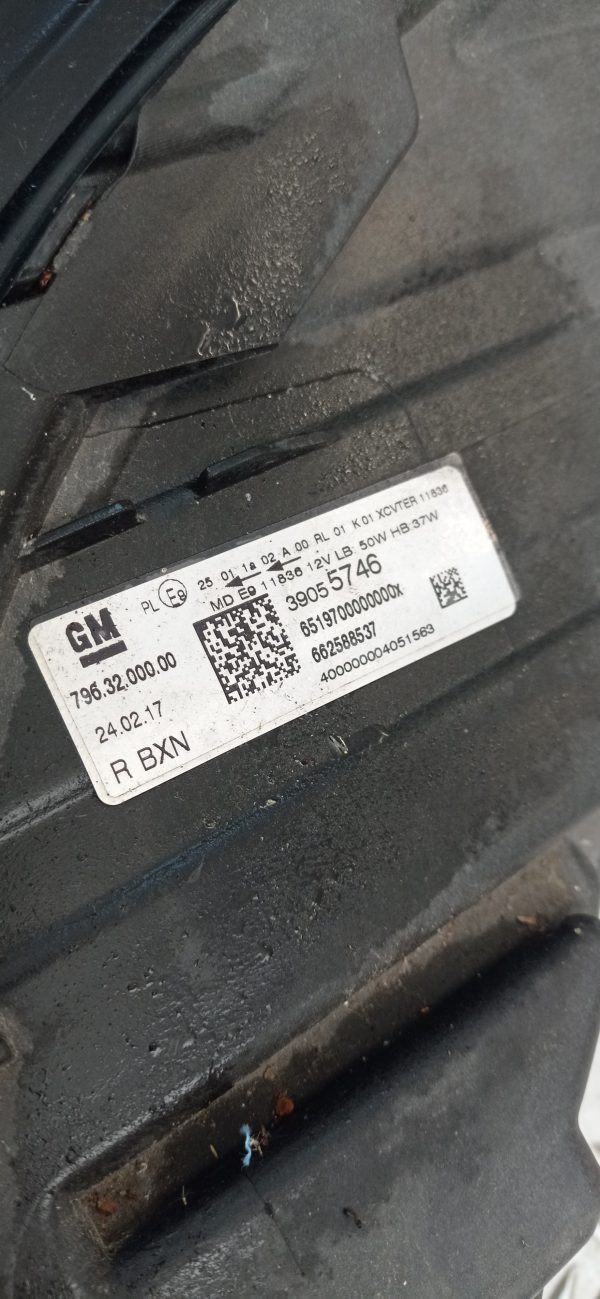 PL E9 25 01 1a 02 A 00 RL 01 K 01 XCVTER 11836
MD E9 11836 12V LB: 50W HB:37W
GM
39055746
6519700000000x
662588537
400000004051563
796.32.000.00
24.02.17
R BXN